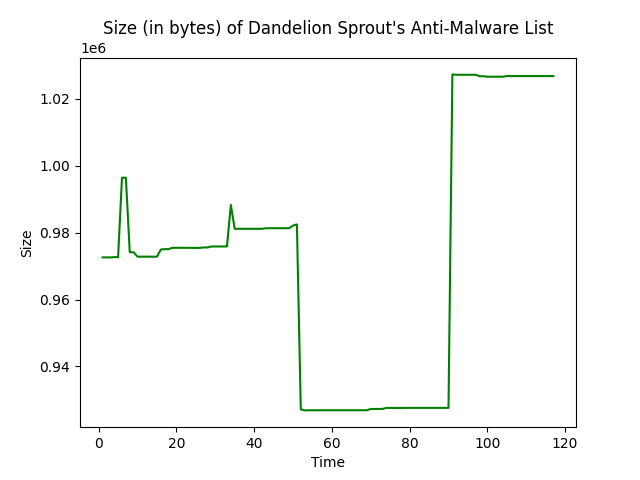 Size (in bytes) of Dandelion Sprout's Anti-Malware List
1e6
1.02
1.00
0.98
0.96
0.94
Size
0 20 40 60 80 100 120
Time